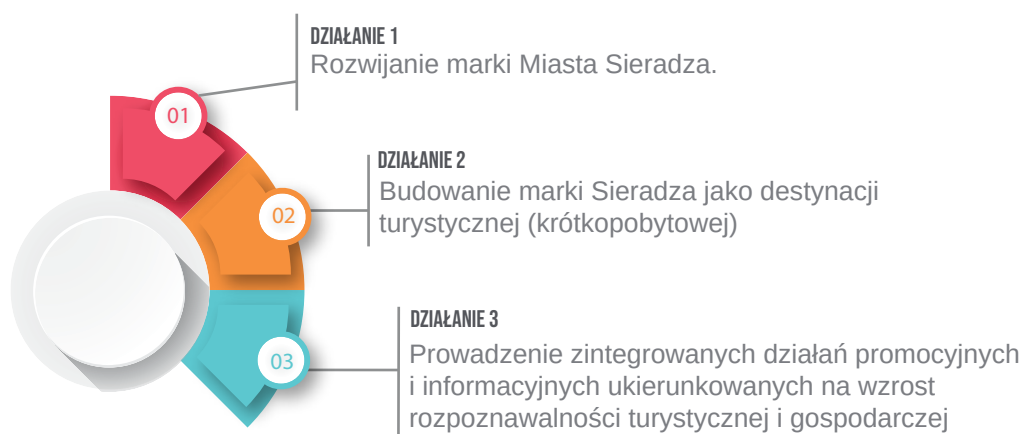 01
DZIAŁANIE 1
Rozwijanie marki Miasta Sieradza.
02
DZIAŁANIE 2
Budowanie marki Sieradza jako destynacji
turystycznej (krótkopobytowej)
03
DZIAŁANIE 3
Prowadzenie zintegrowanych działań promocyjnych
i informacyjnych ukierunkowanych na wzrost
rozpoznawalności turystycznej i gospodarczej